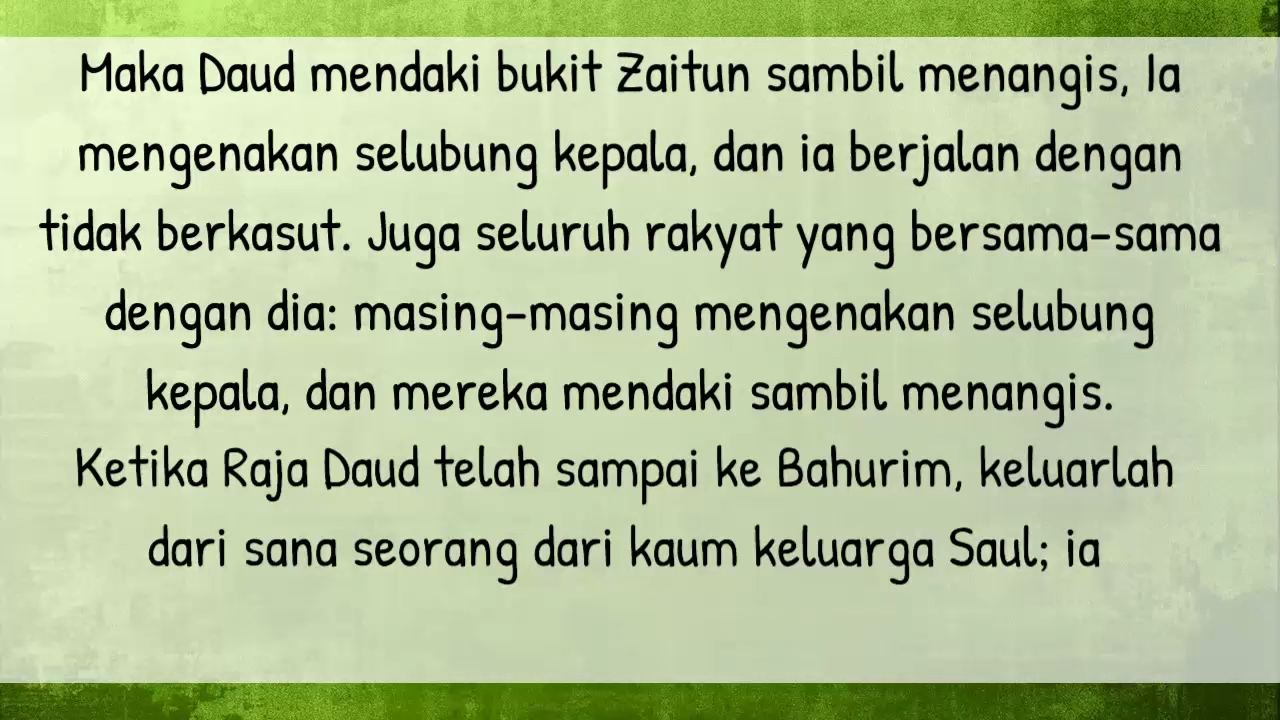 Maka Daud mendaki bukit Zaitun sambil menangis, Ia
mengenakan selubung kepala, dan ia berjalan dengan
tidak berkasut. Juga seluruh rakyat yang bersama-sama
dengan dia: masing-masing mengenakan selubung
kepala, dan mereka mendaki sambil menangis.
Ketika Raja Daud telah sampai ke Bahurim, keluarlah
dari sana seorang dari kaum keluarga Saul; ia